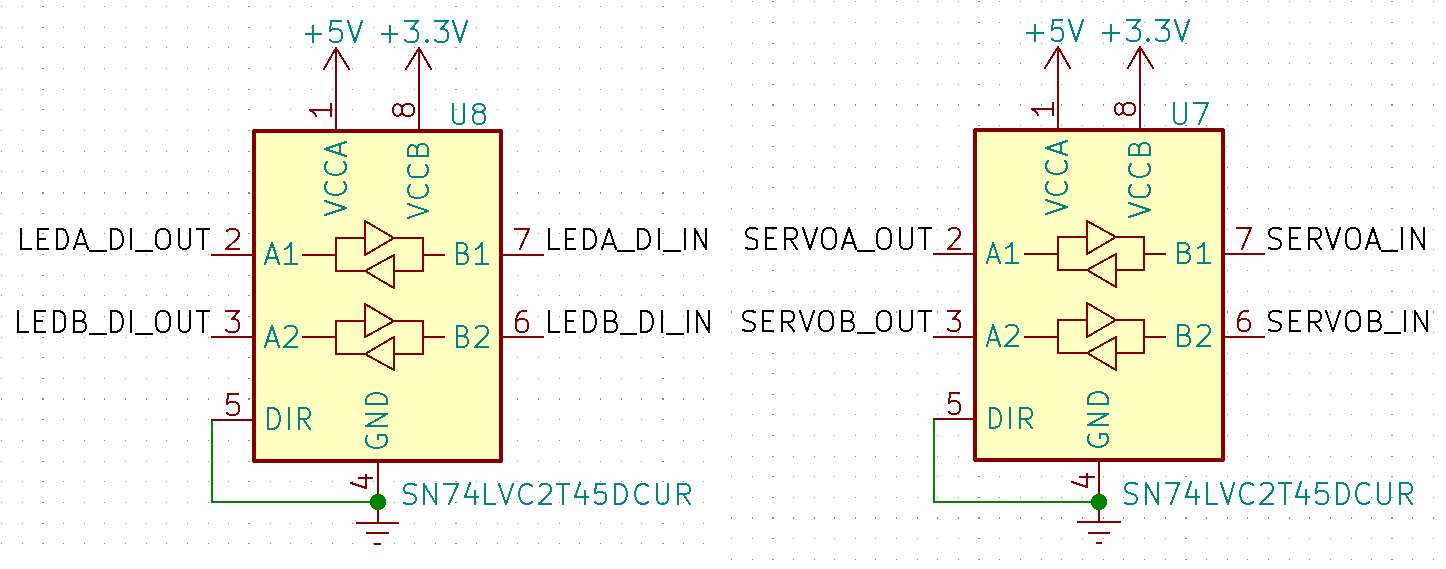 +5V +3.3V
1 8 U8
VCCA VCCB
LEDA_DI_OUT 2 A1 B1 7 LEDA_DI_IN
LEDB_DI_OUT 3 A2 B2 6 LEDB_DI_IN
5 DIR GND
4 SN74LVC2T45DCUR
+5V +3.3V
1 8 U7
VCCA VCCB
SERVOA_OUT 2 A1 B1 7 SERVOA_IN
SERVOB_OUT 3 A2 B2 6 SERVOB_IN
5 DIR GND
4 SN74LVC2T45DCUR